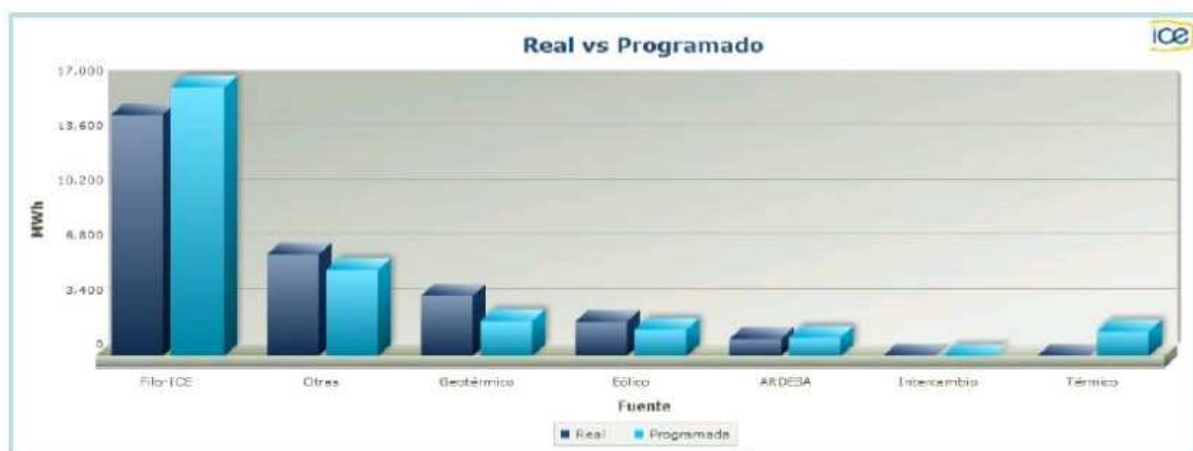 ice
Real vs Programado
17,000
13,600
10,200
6,800
3,400
0
MWh
Filo-ICE Otras Geotérmico Eólico ARDESA Intercambio Térmico
Fuente
Real Programada